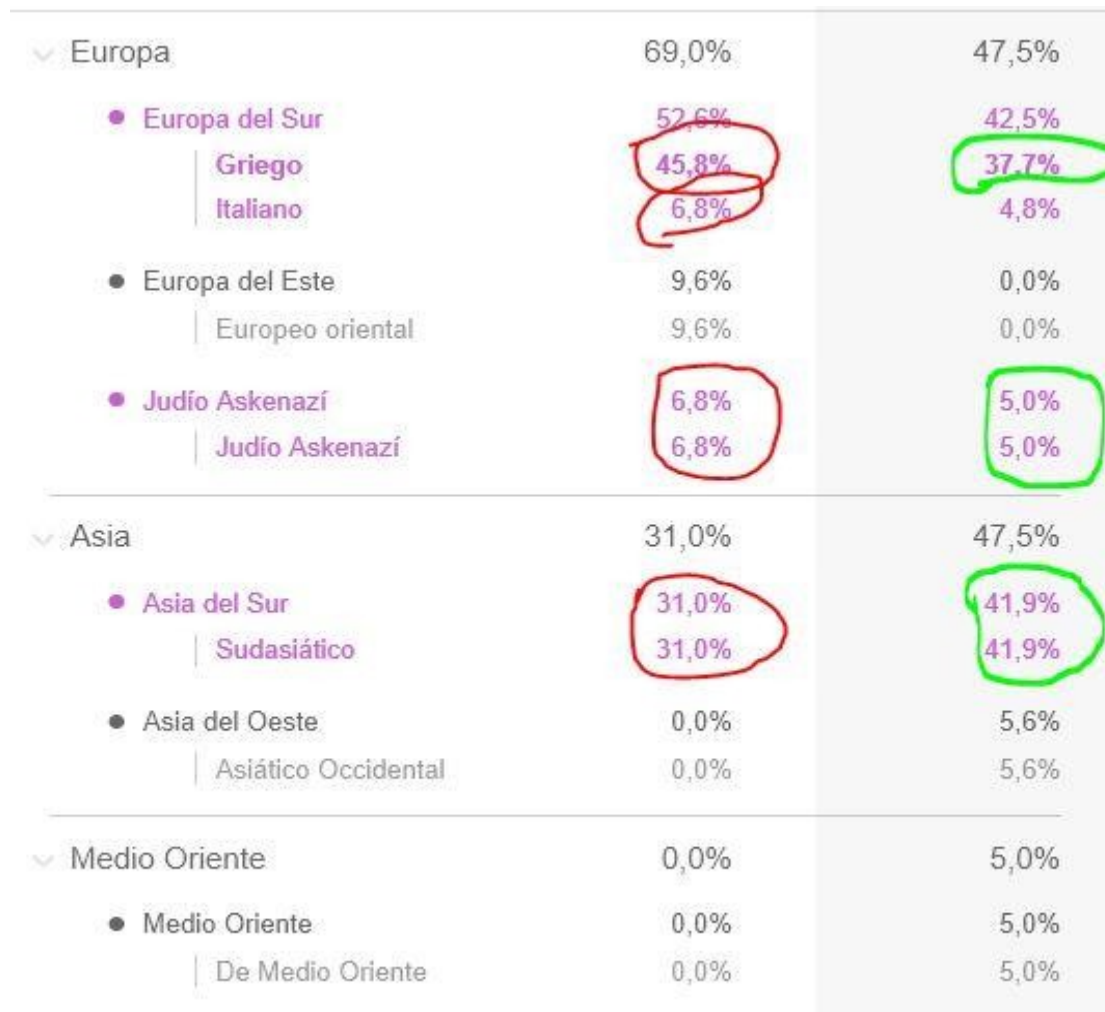 Europa 69,0% 47,5%
Europa del Sur 52,6% 42,5%
Griego 45,8% 37,7%
Italiano 6,8% 4,8%
Europa del Este 9,6% 0,0%
Europeo oriental 9,6% 0,0%
Judío Askenazí 6,8% 5,0%
Judío Askenazí 6,8% 5,0%
Asia 31,0% 47,5%
Asia del Sur 31,0% 41,9%
Sudasiático 31,0% 41,9%
Asia del Oeste 0,0% 5,6%
Asiático Occidental 0,0% 5,6%
Medio Oriente 0,0% 5,0%
Medio Oriente 0,0% 5,0%
De Medio Oriente 0,0% 5,0%